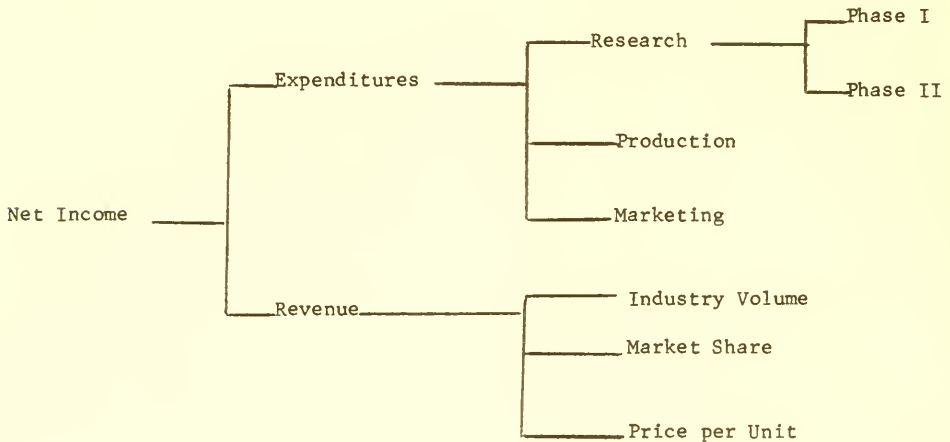 Phase I
Research
Expenditures
Phase II
Production
Net Income
Marketing
Revenue
Industry Volume
Market Share
Price per Unit